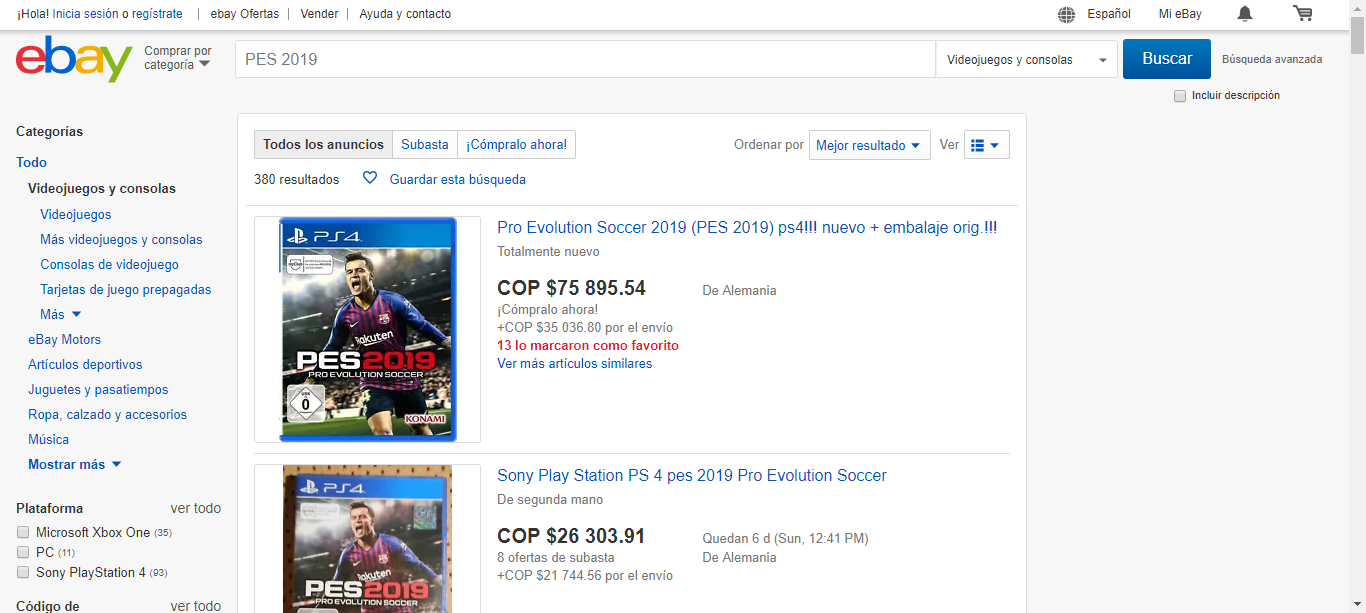 ¡Hola! Inicia sesión o regístrate
ebay Ofertas
Vender
Ayuda y contacto
Español
Mi eBay
ebay
Comprar por
categoría
PES 2019
Videojuegos y consolas
Buscar
Búsqueda avanzada
Incluir descripción
Categorías
Todo
Videojuegos y consolas
Videojuegos
Más videojuegos y consolas
Consolas de videojuego
Tarjetas de juego prepagadas
Más
eBay Motors
Artículos deportivos
Juguetes y pasatiempos
Ropa, calzado y accesorios
Música
Mostrar más
Plataforma
ver todo
Microsoft Xbox One (35)
PC (11)
Sony PlayStation 4 (93)
Código de
ver todo
Todos los anuncios
Subasta
¡Cómpralo ahora!
Ordenar por
Mejor resultado
Ver
380 resultados
Guardar esta búsqueda
PS4
Rakuten
PES2019
PRO EVOLUTION SOCCER
0
KONAMI
Pro Evolution Soccer 2019 (PES 2019) ps4!!! nuevo + embalaje orig.!!!
Totalmente nuevo
COP $75 895.54
De Alemania
¡Cómpralo ahora!
+COP $35 036.80 por el envío
13 lo marcaron como favorito
Ver más artículos similares
PS4
Rakuten
PES2019
PRO EVOLUTION SOCCER
Sony Play Station PS 4 pes 2019 Pro Evolution Soccer
De segunda mano
COP $26 303.91
Quedan 6 d (Sun, 12:41 PM)
8 ofertas de subasta
De Alemania
+COP $21 744.56 por el envío